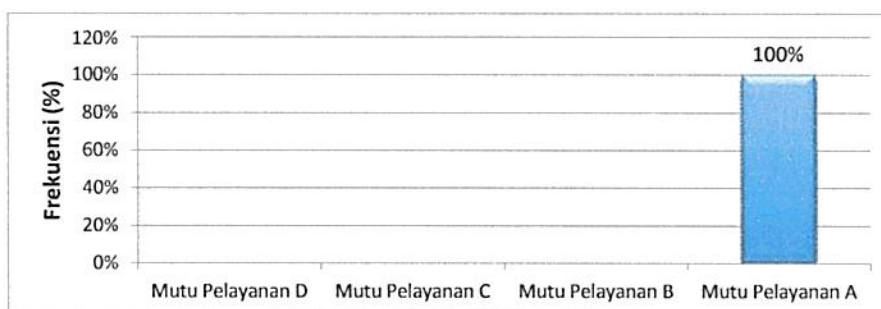 Frekuensi (%)
120%
100%
80%
60%
40%
20%
0%
100%
Mutu Pelayanan D
Mutu Pelayanan C
Mutu Pelayanan B
Mutu Pelayanan A